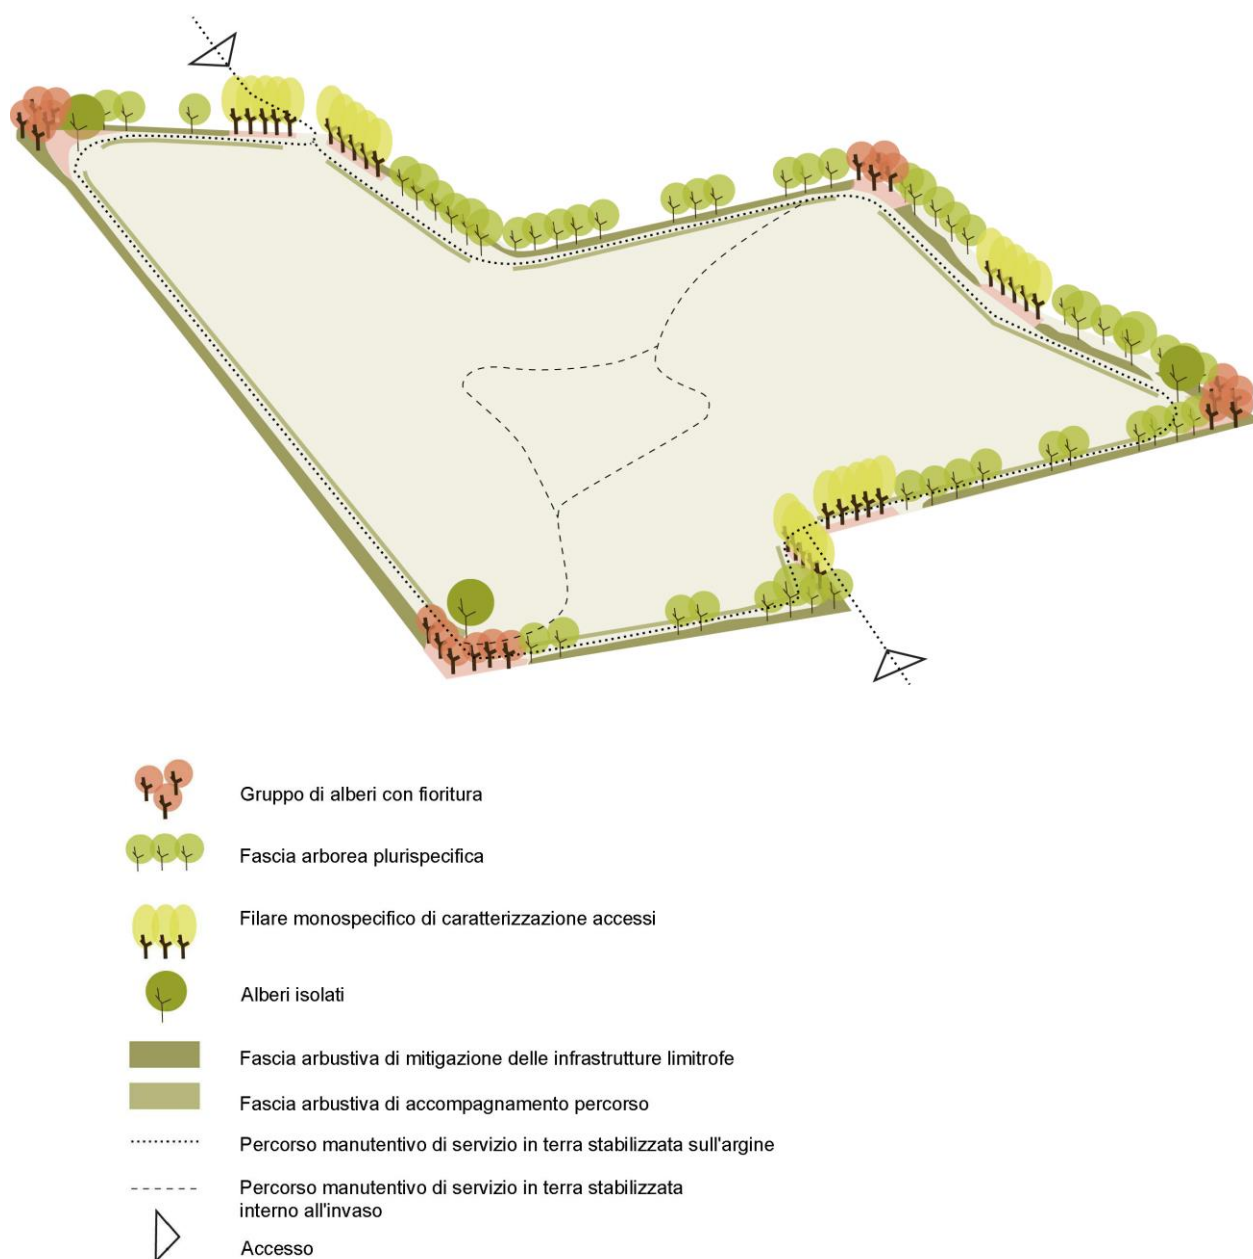 Gruppo di alberi con fioritura
Fascia arborea plurispecifica
Filare monospecifico di caratterizzazione accessi
Alberi isolati
Fascia arbustiva di mitigazione delle infrastrutture limitrofe
Fascia arbustiva di accompagnamento percorso
Percorso manutentivo di servizio in terra stabilizzata sull'argine
Percorso manutentivo di servizio in terra stabilizzata
interno all'invaso
Accesso